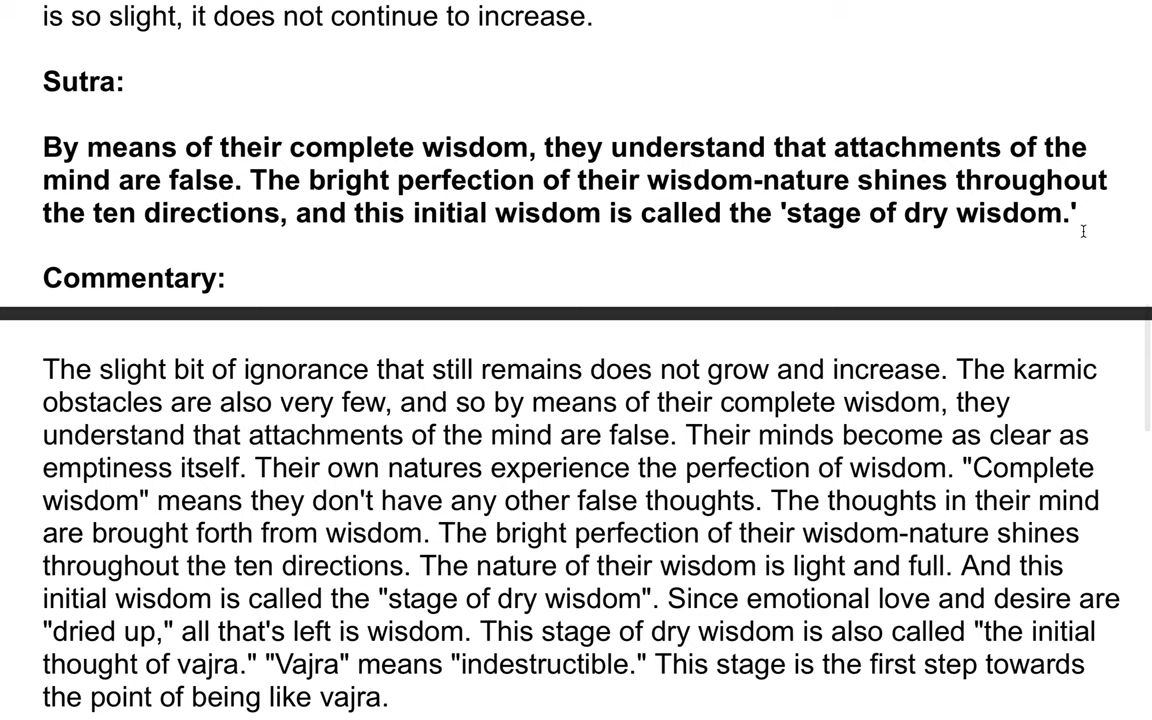 is so slight, it does not continue to increase.
Sutra:
By means of their complete wisdom, they understand that attachments of the
mind are false. The bright perfection of their wisdom-nature shines throughout
the ten directions, and this initial wisdom is called the 'stage of dry wisdom.'
Commentary:
The slight bit of ignorance that still remains does not grow and increase. The karmic
obstacles are also very few, and so by means of their complete wisdom, they
understand that attachments of the mind are false. Their minds become as clear as
emptiness itself. Their own natures experience the perfection of wisdom. "Complete
wisdom" means they don't have any other false thoughts. The thoughts in their mind
are brought forth from wisdom. The bright perfection of their wisdom-nature shines
throughout the ten directions. The nature of their wisdom is light and full. And this
initial wisdom is called the "stage of dry wisdom". Since emotional love and desire are
"dried up," all that's left is wisdom. This stage of dry wisdom is also called "the initial
thought of vajra." "Vajra" means "indestructible." This stage is the first step towards
the point of being like vajra.